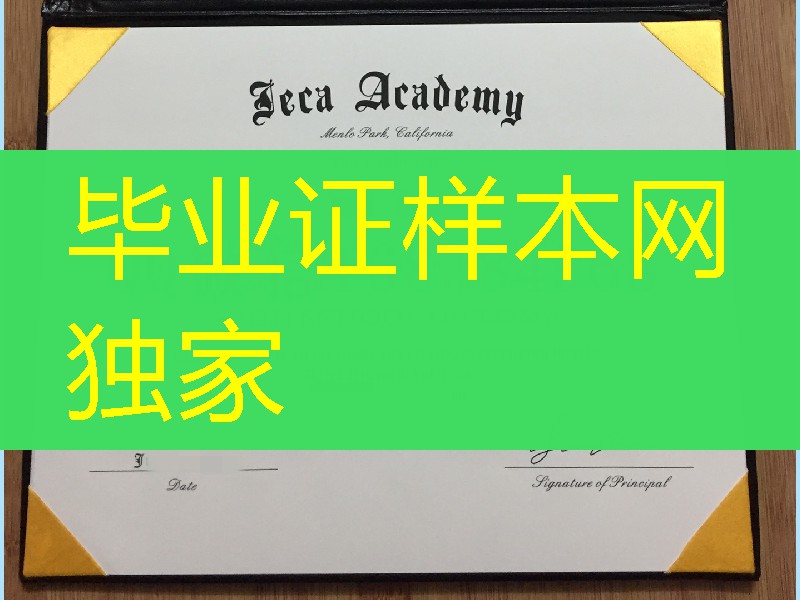 Jeca Academy
Menlo Park, California
毕业证样本网
独家
J
Date
Signature of Principal